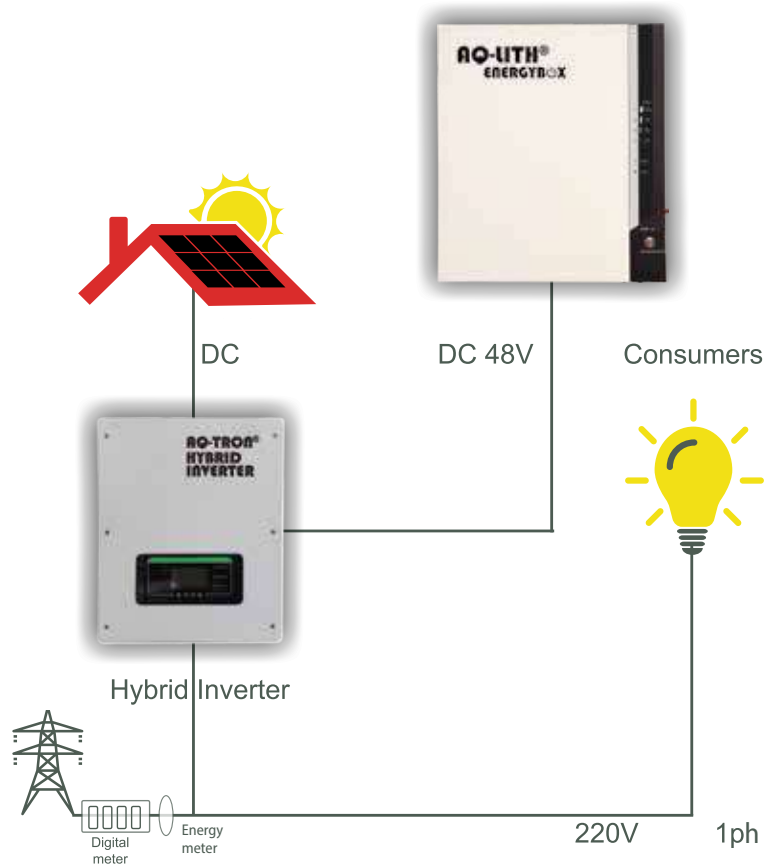 AQ-LITH®
ENERGYBOX
DC
DC 48V
Consumers
AQ-TRON®
HYBRID
INVERTER
Hybrid Inverter
Digital
meter
Energy
meter
220V
1ph